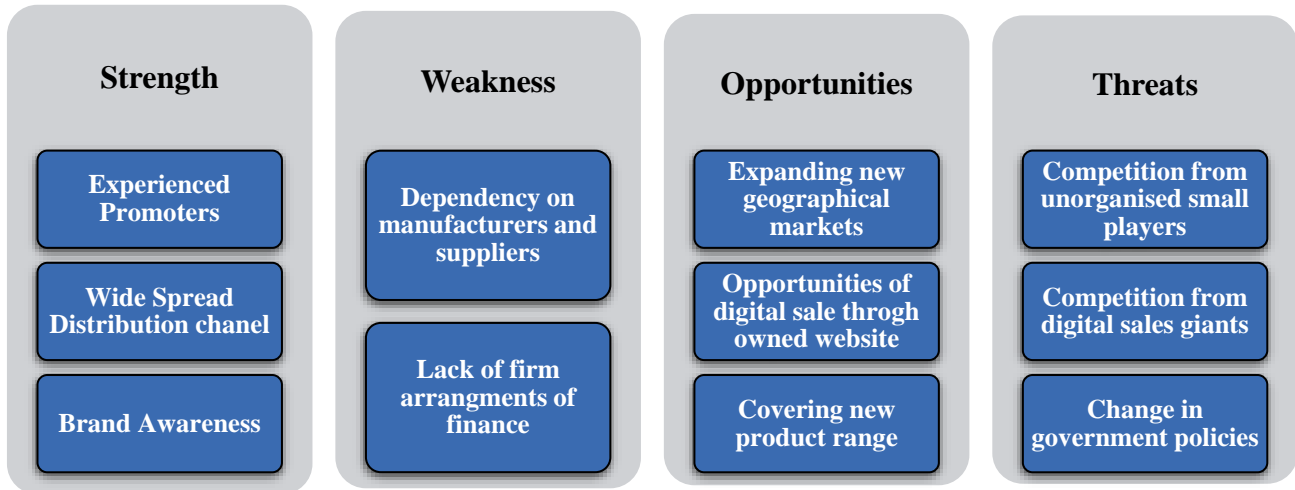 Strength
Experienced
Promoters
Wide Spread
Distribution chanel
Brand Awareness
Weakness
Dependency on
manufacturers and
suppliers
Lack of firm
arrangments of
finance
Opportunities
Expanding new
geographical
markets
Opportunities of
digital sale throgh
owned website
Covering new
product range
Threats
Competition from
unorganised small
players
Competition from
digital sales giants
Change in
government policies